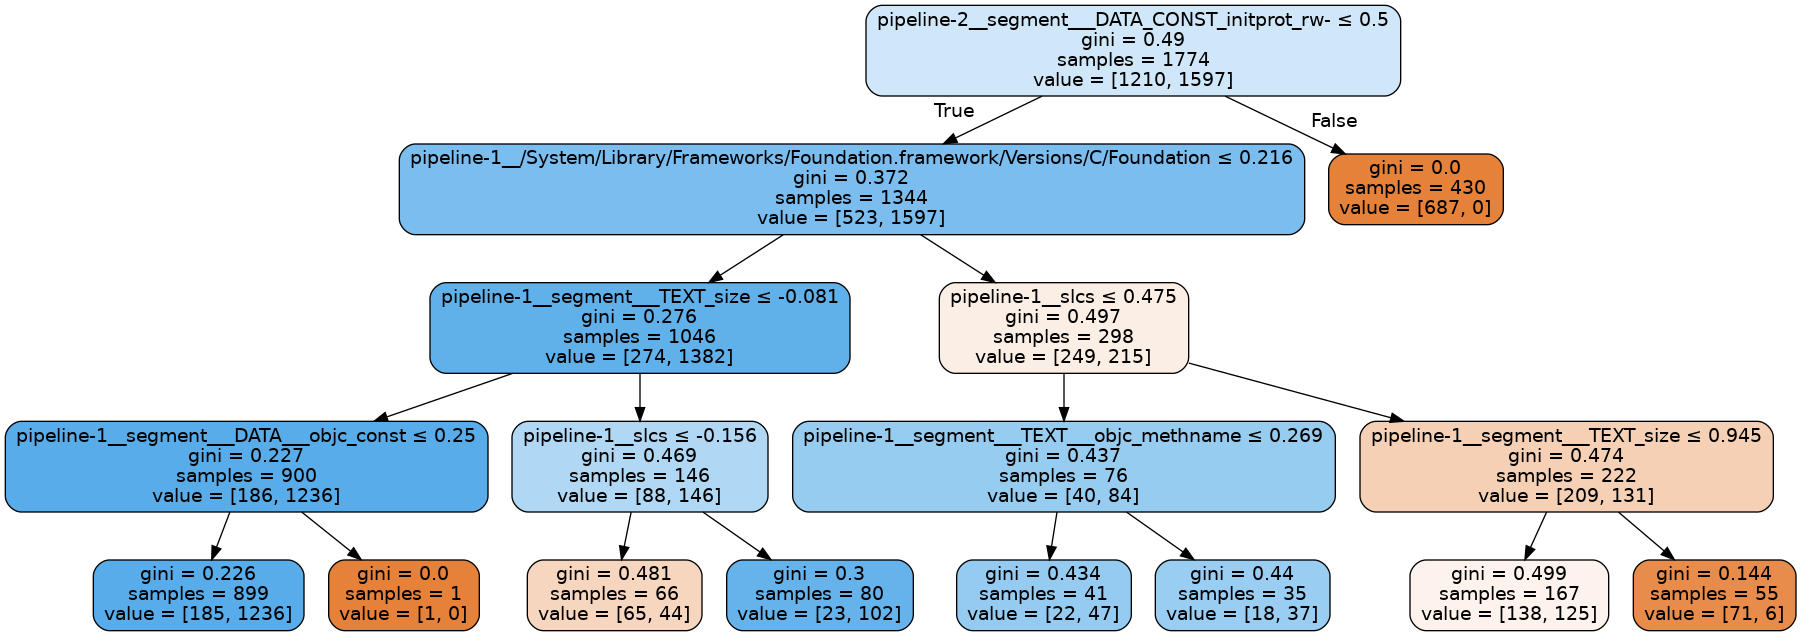 pipeline-2__segment___DATA_CONST_initprot_rw- ≤ 0.5
gini = 0.49
samples = 1774
value = [1210, 1597]
True
False
pipeline-1__/System/Library/Frameworks/Foundation.framework/Versions/C/Foundation ≤ 0.216
gini = 0.372
samples = 1344
value = [523, 1597]
gini = 0.0
samples = 430
value = [687, 0]
pipeline-1__segment___TEXT_size ≤ -0.081
gini = 0.276
samples = 1046
value = [274, 1382]
pipeline-1__slcs ≤ 0.475
gini = 0.497
samples = 298
value = [249, 215]
pipeline-1__segment___DATA___objc_const ≤ 0.25
gini = 0.227
samples = 900
value = [186, 1236]
pipeline-1__slcs ≤ -0.156
gini = 0.469
samples = 146
value = [88, 146]
pipeline-1__segment___TEXT___objc_methname ≤ 0.269
gini = 0.437
samples = 76
value = [40, 84]
pipeline-1__segment___TEXT_size ≤ 0.945
gini = 0.474
samples = 222
value = [209, 131]
gini = 0.226
samples = 899
value = [185, 1236]
gini = 0.0
samples = 1
value = [1, 0]
gini = 0.481
samples = 66
value = [65, 44]
gini = 0.3
samples = 80
value = [23, 102]
gini = 0.434
samples = 41
value = [22, 47]
gini = 0.44
samples = 35
value = [18, 37]
gini = 0.499
samples = 167
value = [138, 125]
gini = 0.144
samples = 55
value = [71, 6]